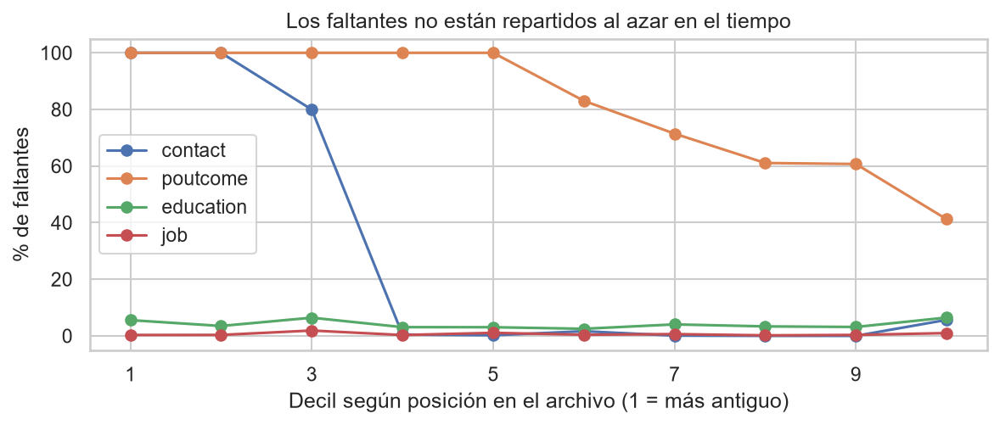 Los faltantes no están repartidos al azar en el tiempo
% de faltantes
100
80
60
40
20
0
contact
poutcome
education
job
1 3 5 7 9
Decil según posición en el archivo (1 = más antiguo)